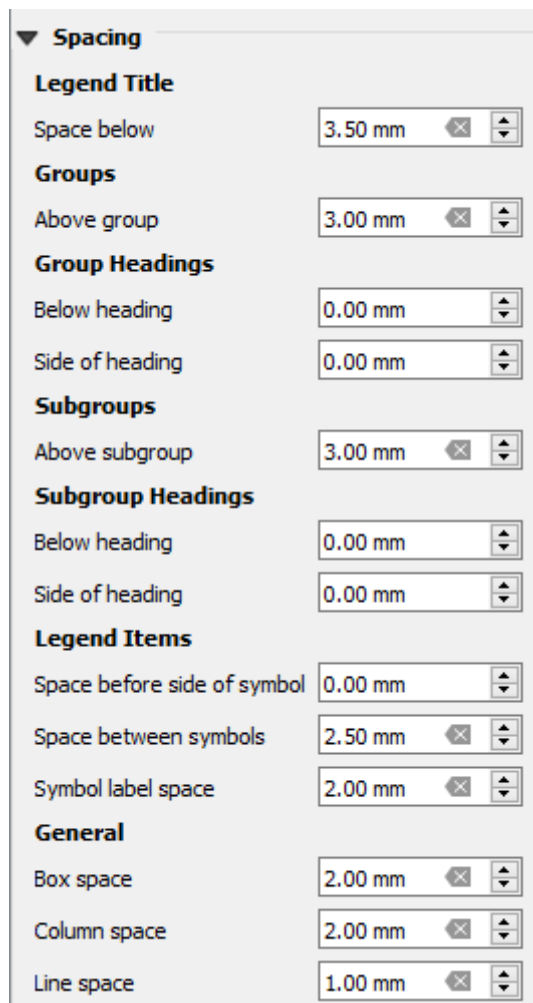 Spacing
Legend Title
Space below 3.50 mm
Groups
Above group 3.00 mm
Group Headings
Below heading 0.00 mm
Side of heading 0.00 mm
Subgroups
Above subgroup 3.00 mm
Subgroup Headings
Below heading 0.00 mm
Side of heading 0.00 mm
Legend Items
Space before side of symbol 0.00 mm
Space between symbols 2.50 mm
Symbol label space 2.00 mm
General
Box space 2.00 mm
Column space 2.00 mm
Line space 1.00 mm